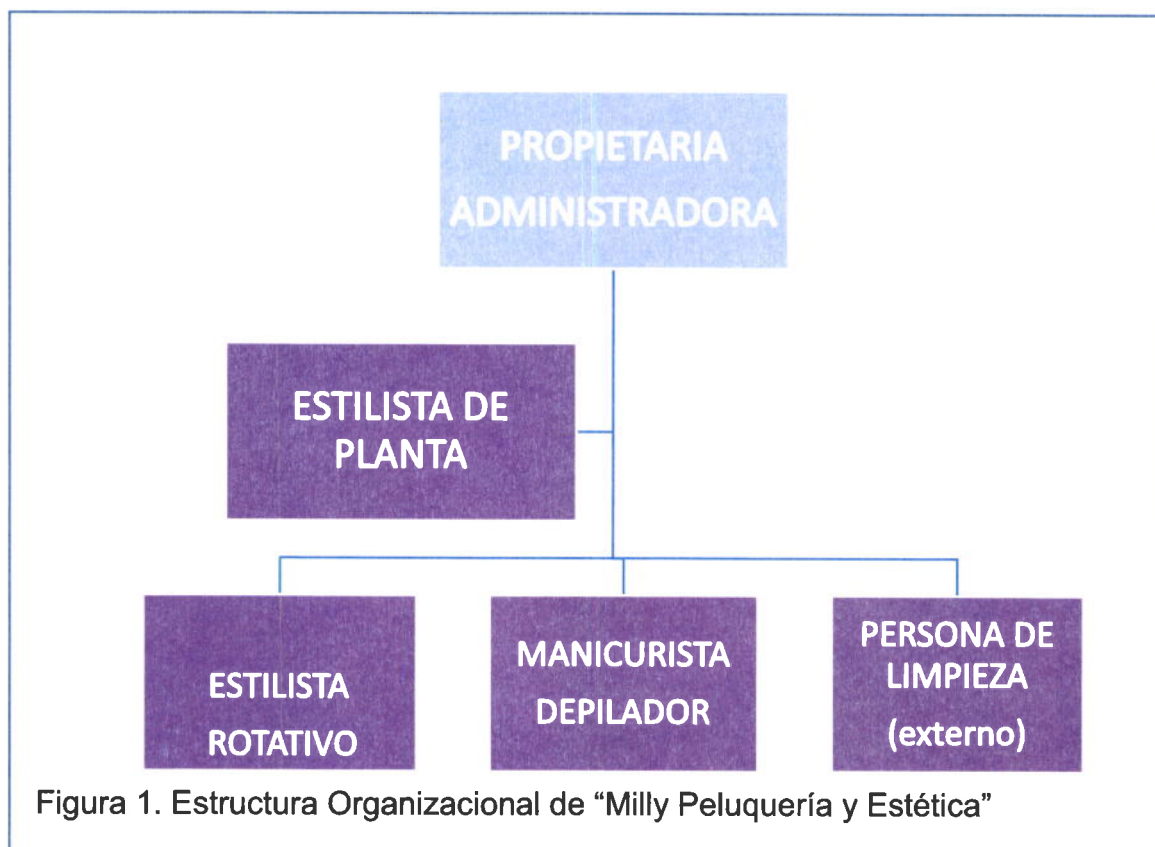 PROPIETARIA
ADMINISTRADORA
ESTILISTA DE
PLANTA
ESTILISTA
ROTATIVO
MANICURISTA
DEPILADOR
PERSONA DE
LIMPIEZA
(externo)
Figura 1. Estructura Organizacional de “Milly Peluquería y Estética”